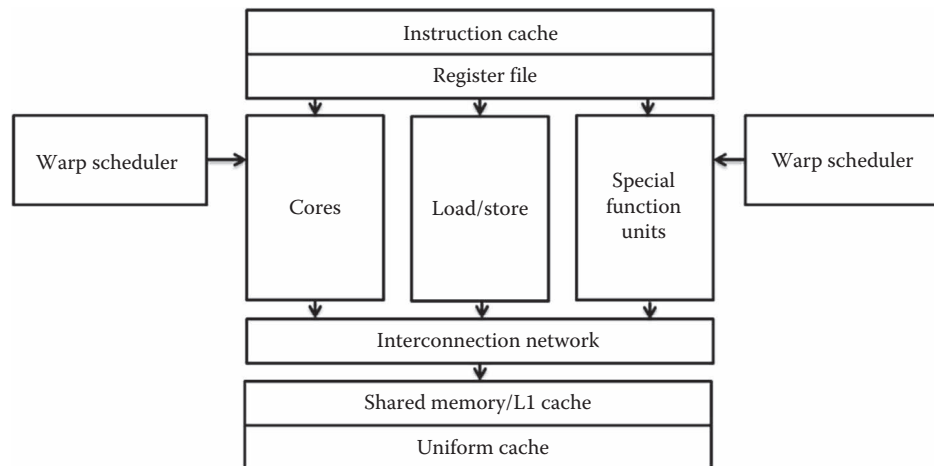 Instruction cache
Register file
Warp scheduler
Cores
Load/store
Special
function
units
Warp scheduler
Interconnection network
Shared memory/L1 cache
Uniform cache